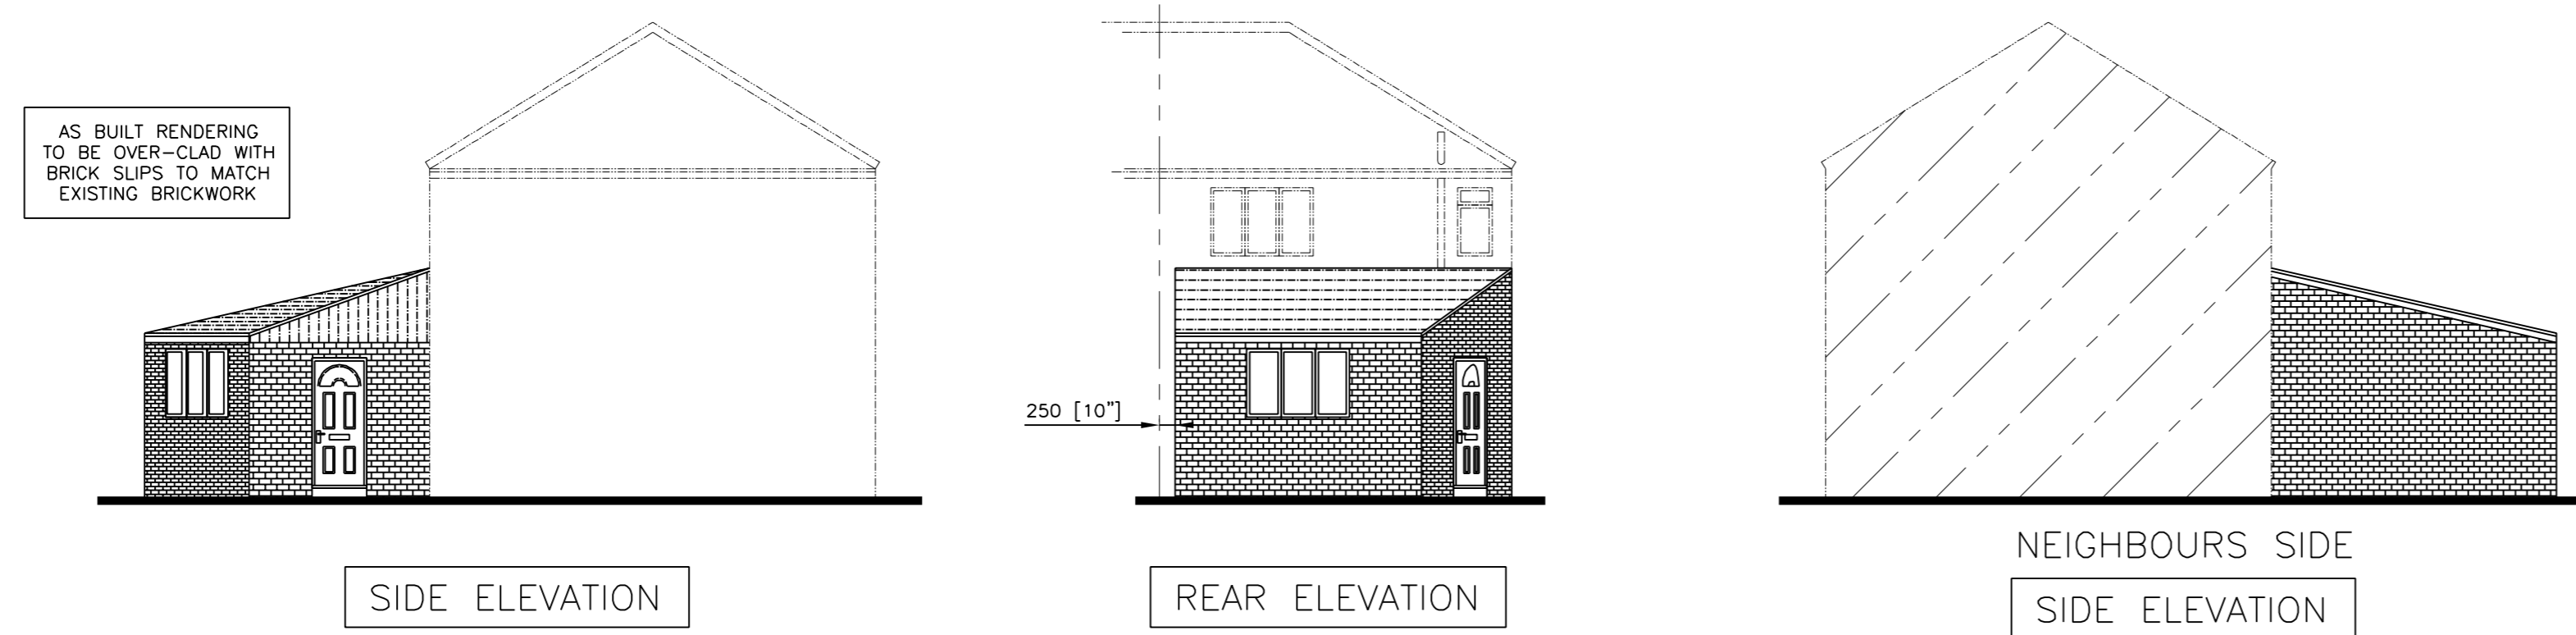 AS BUILT RENDERING
TO BE OVER-CLAD WITH
BRICK SLIPS TO MATCH
EXISTING BRICKWORK
250 [10"]
SIDE ELEVATION
REAR ELEVATION
NEIGHBOURS SIDE
SIDE ELEVATION